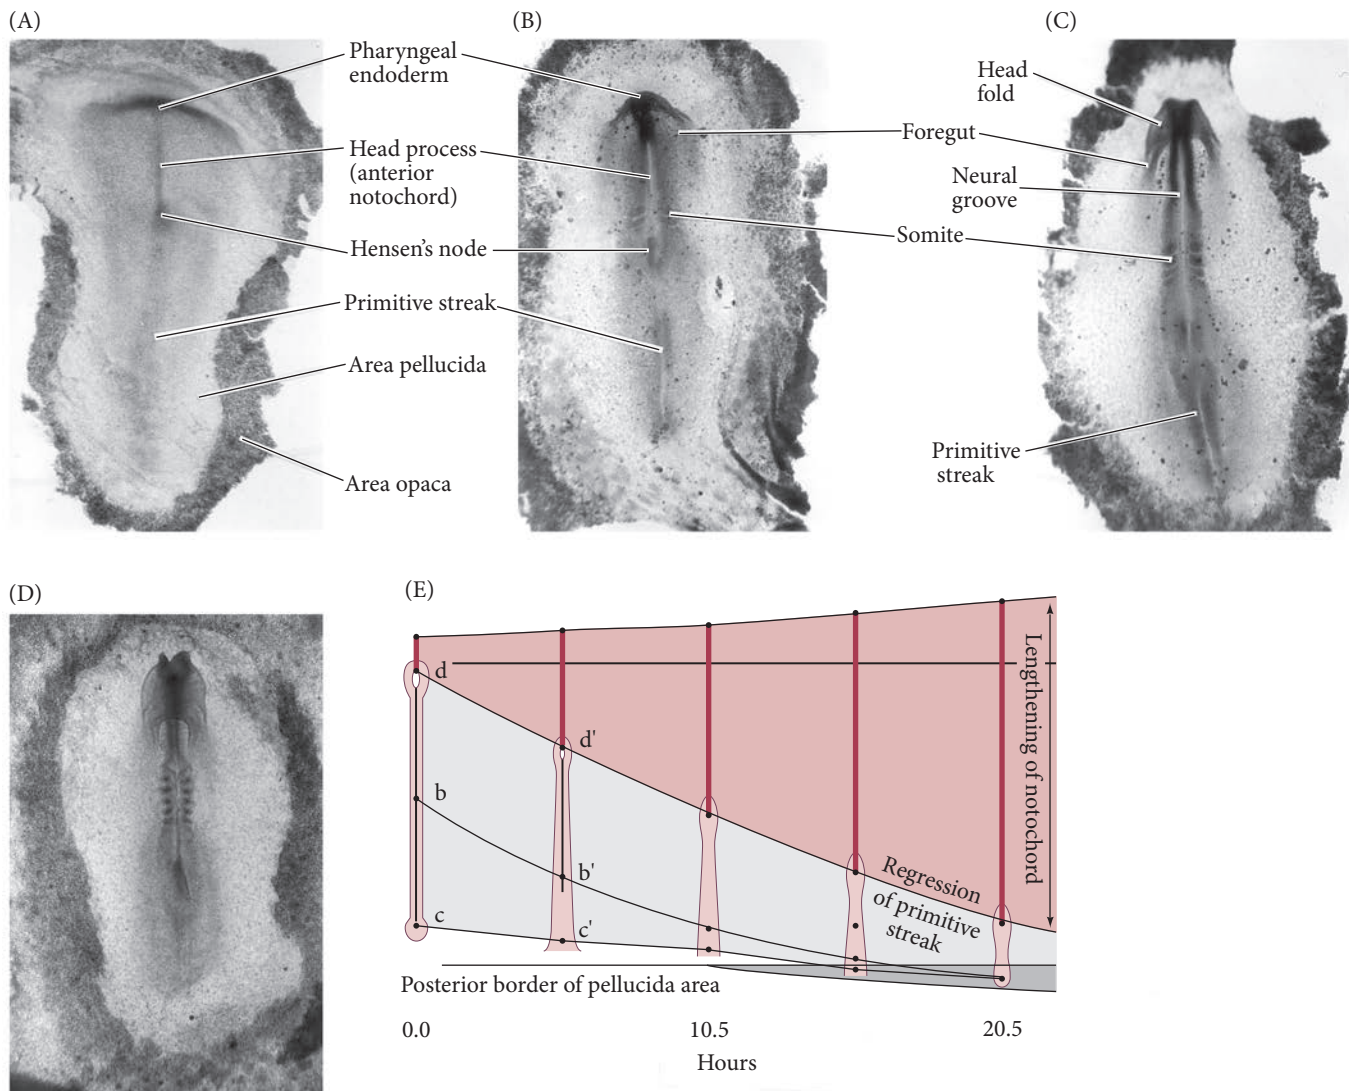 (A)
(B)
(C)
Pharyngeal
endoderm
Head process
(anterior
notochord)
Hensen's node
Primitive streak
Area pellucida
Area opaca
Foregut
Somite
Head
fold
Neural
groove
Primitive
streak
(D)
(E)
d
b
c
d'
b'
c'
Regression
of primitive
streak
Lengthening of notochord
Posterior border of pellucida area
0.0
10.5
20.5
Hours